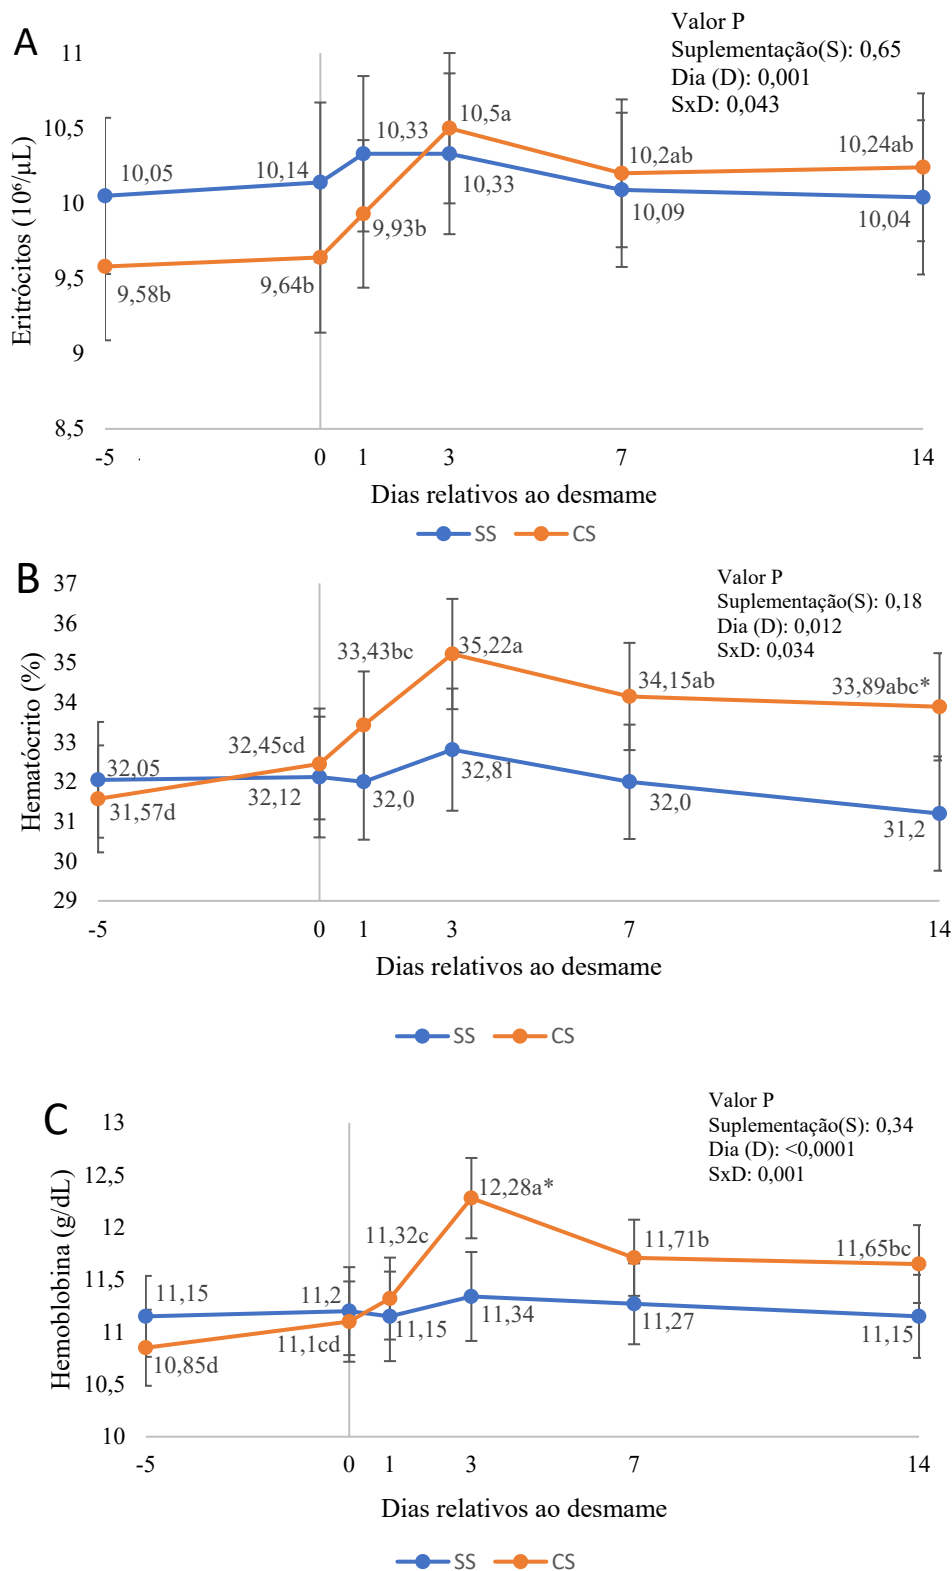 A
Valor P
Suplementação(S): 0,65
Dia (D): 0,001
SxD: 0,043
Eritrócitos (10⁶/µL)
11
10,5
10
9,5
9
8,5
10,05
10,14
10,33
10,33
10,09
10,04
9,58b
9,64b
9,93b
10,5a
10,2ab
10,24ab
-5 0 1 3 7 14
Dias relativos ao desmame
SS CS
B
Valor P
Suplementação(S): 0,18
Dia (D): 0,012
SxD: 0,034
Hematócrito (%)
37
36
35
34
33
32
31
30
29
32,05
32,12
32,0
32,81
32,0
31,2
31,57d
32,45cd
33,43bc
35,22a
34,15ab
33,89abc*
-5 0 1 3 7 14
Dias relativos ao desmame
SS CS
C
Valor P
Suplementação(S): 0,34
Dia (D): <0,0001
SxD: 0,001
Hemoblobina (g/dL)
13
12,5
12
11,5
11
10,5
10
11,15
11,2
11,15
11,34
11,27
11,15
10,85d
11,1cd
11,32c
12,28a*
11,71b
11,65bc
-5 0 1 3 7 14
Dias relativos ao desmame
SS CS